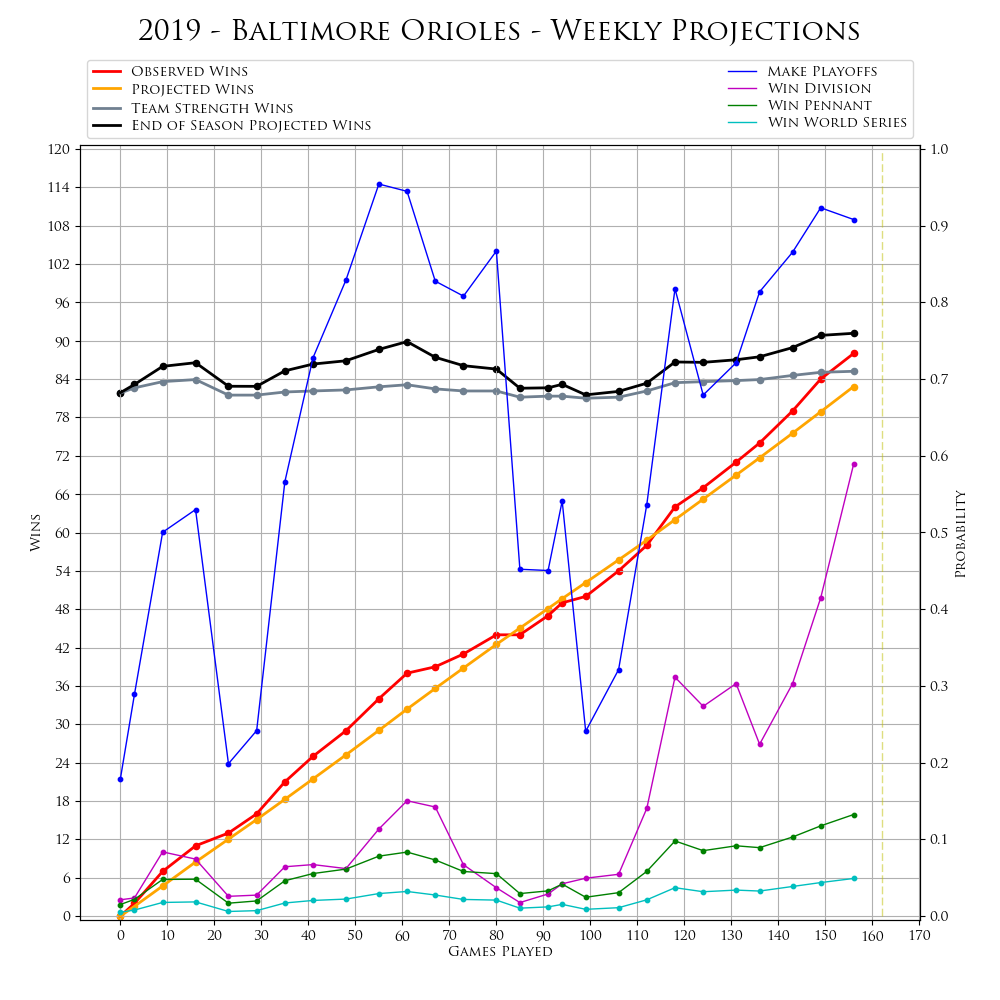 2019 - Baltimore Orioles - Weekly Projections
Observed Wins
Projected Wins
Team Strength Wins
End of Season Projected Wins
Make Playoffs
Win Division
Win Pennant
Win World Series
120
114
108
102
96
90
84
78
72
66
60
54
48
42
36
30
24
18
12
6
0
Wins
1.0
0.9
0.8
0.7
0.6
0.5
0.4
0.3
0.2
0.1
0.0
Probability
0 10 20 30 40 50 60 70 80 90 100 110 120 130 140 150 160 170
Games Played